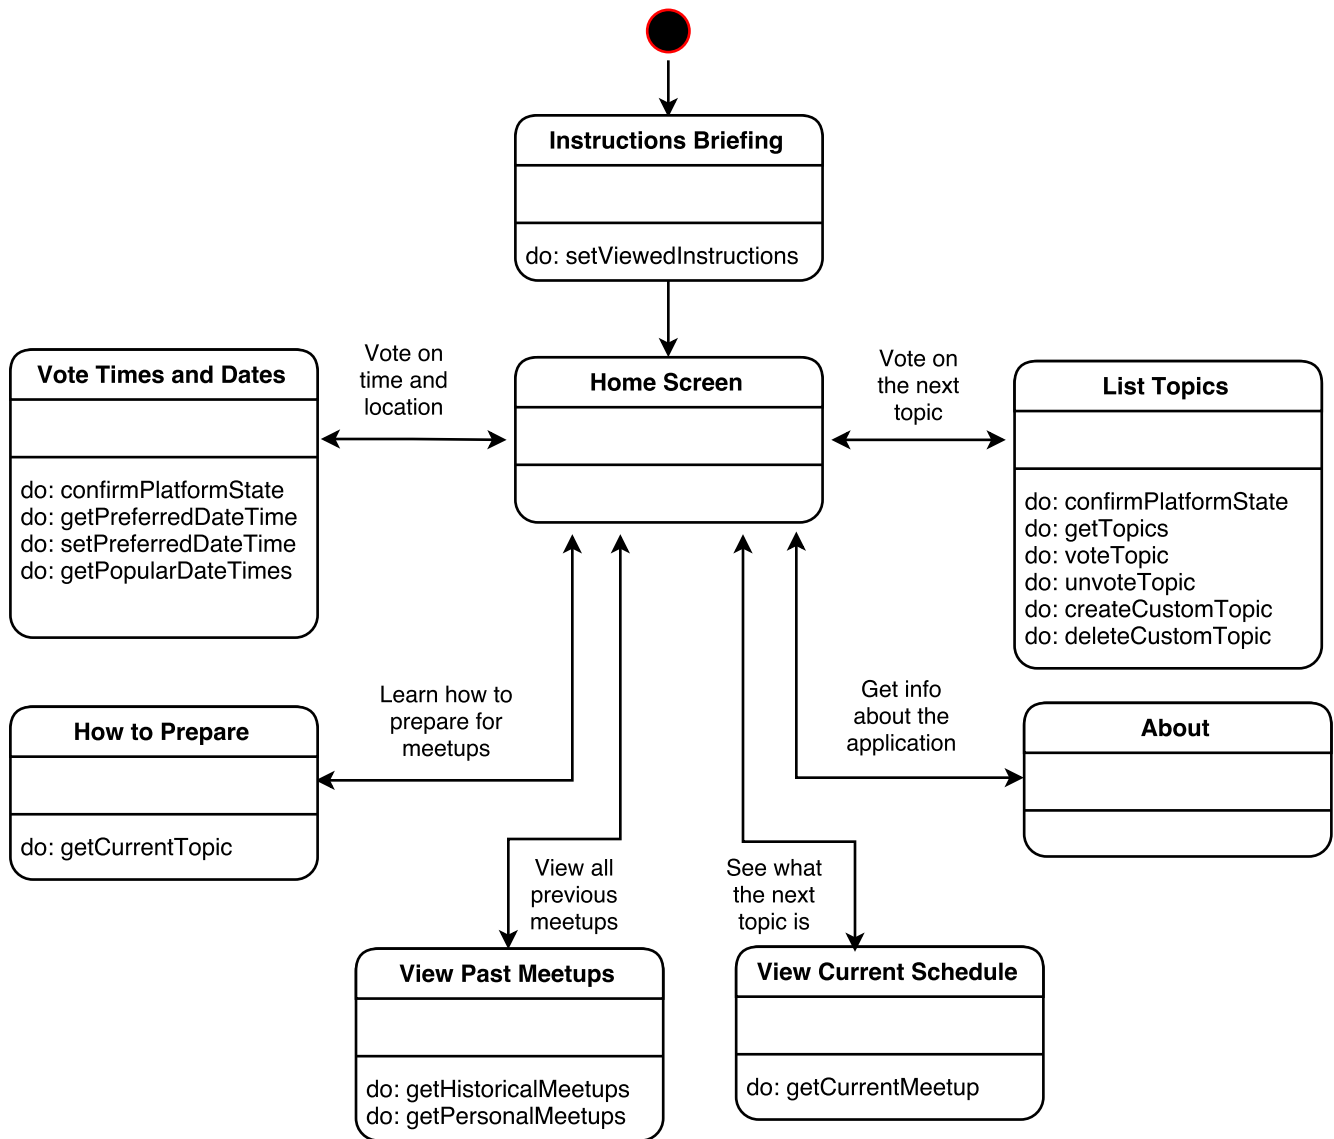 Instructions Briefing
do: setViewedInstructions
Vote Times and Dates
do: confirmPlatformState
do: getPreferredDateTime
do: setPreferredDateTime
do: getPopularDateTimes
Vote on
time and
location
Home Screen
Vote on
the next
topic
List Topics
do: confirmPlatformState
do: getTopics
do: voteTopic
do: unvoteTopic
do: createCustomTopic
do: deleteCustomTopic
How to Prepare
do: getCurrentTopic
Learn how to
prepare for
meetups
Get info
about the
application
About
View all
previous
meetups
See what
the next
topic is
View Past Meetups
do: getHistoricalMeetups
do: getPersonalMeetups
View Current Schedule
do: getCurrentMeetup